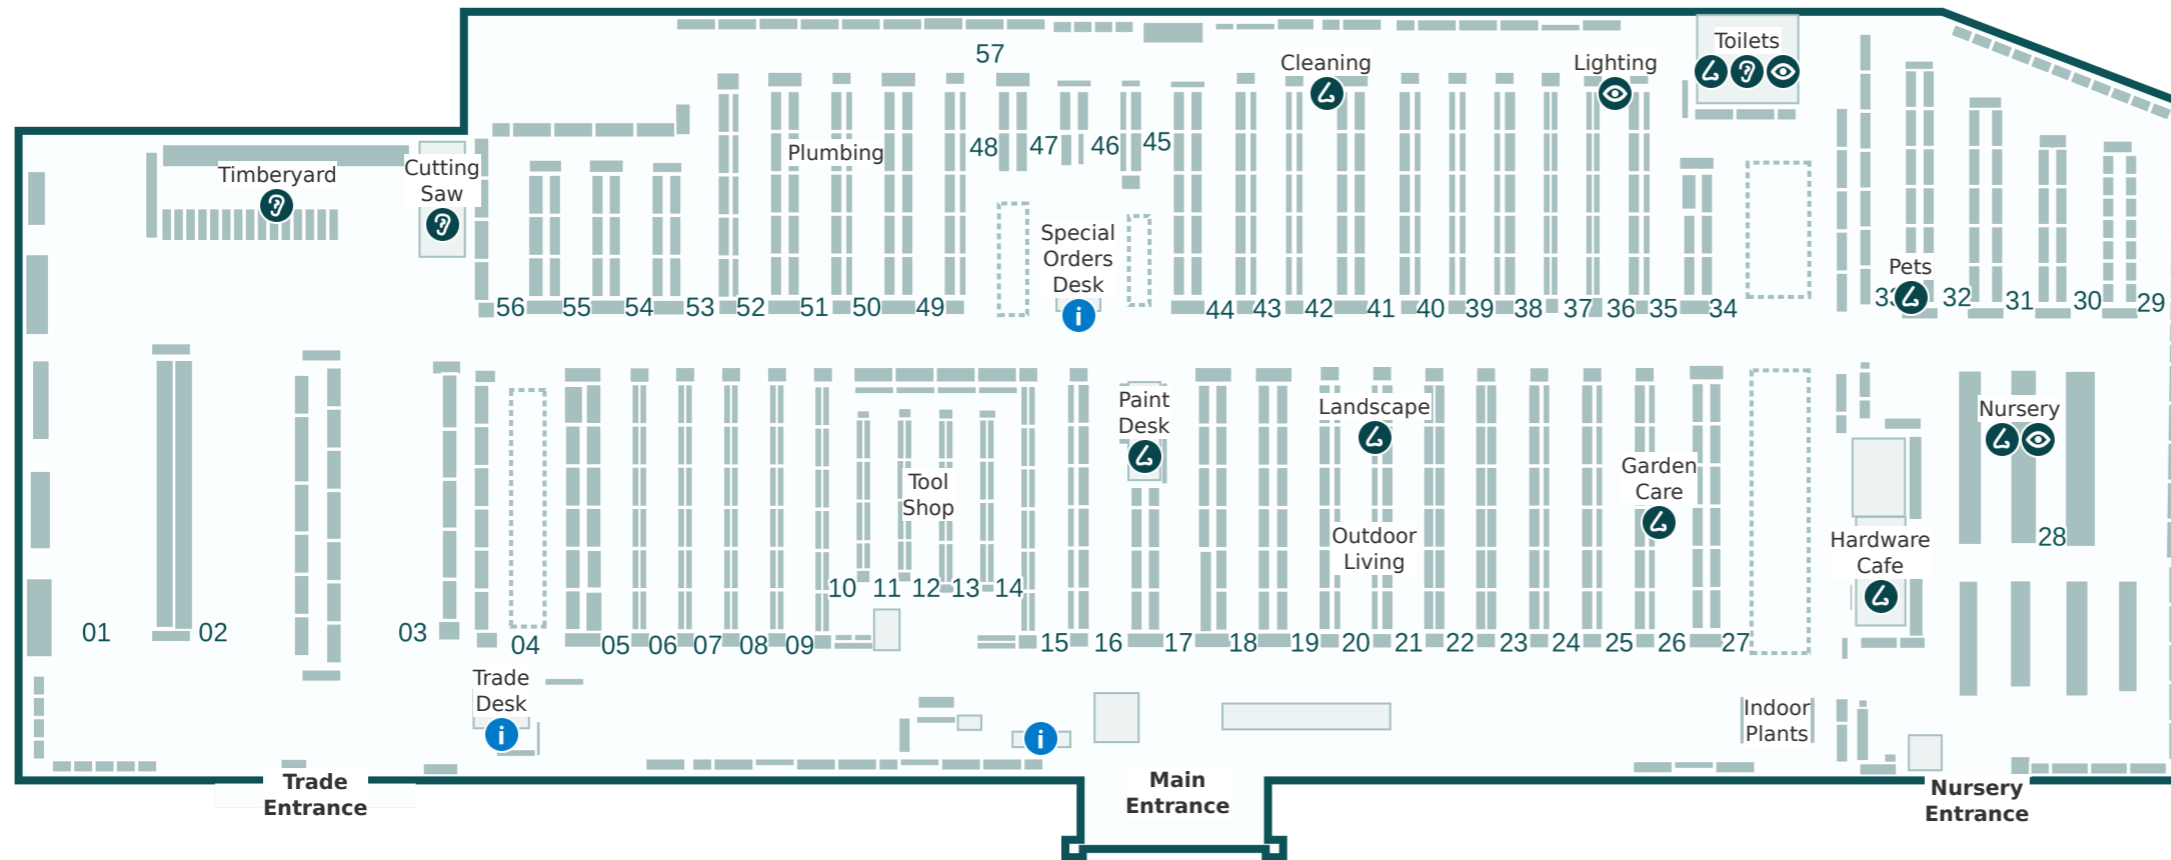 57
Cleaning
Lighting
Toilets
Timberyard
Cutting
Saw
Plumbing
48
47
46
45
Special
Orders
Desk
i
Pets
56
55
54
53
52
51
50
49
44
43
42
41
40
39
38
37
36
35
34
33
32
31
30
29
Paint
Desk
Landscape
Nursery
Garden
Care
Tool
Shop
Outdoor
Living
28
Hardware
Cafe
10
11
12
13
14
01
02
03
04
05
06
07
08
09
15
16
17
18
19
20
21
22
23
24
25
26
27
Trade
Desk
i
i
Indoor
Plants
Trade
Entrance
Main
Entrance
Nursery
Entrance